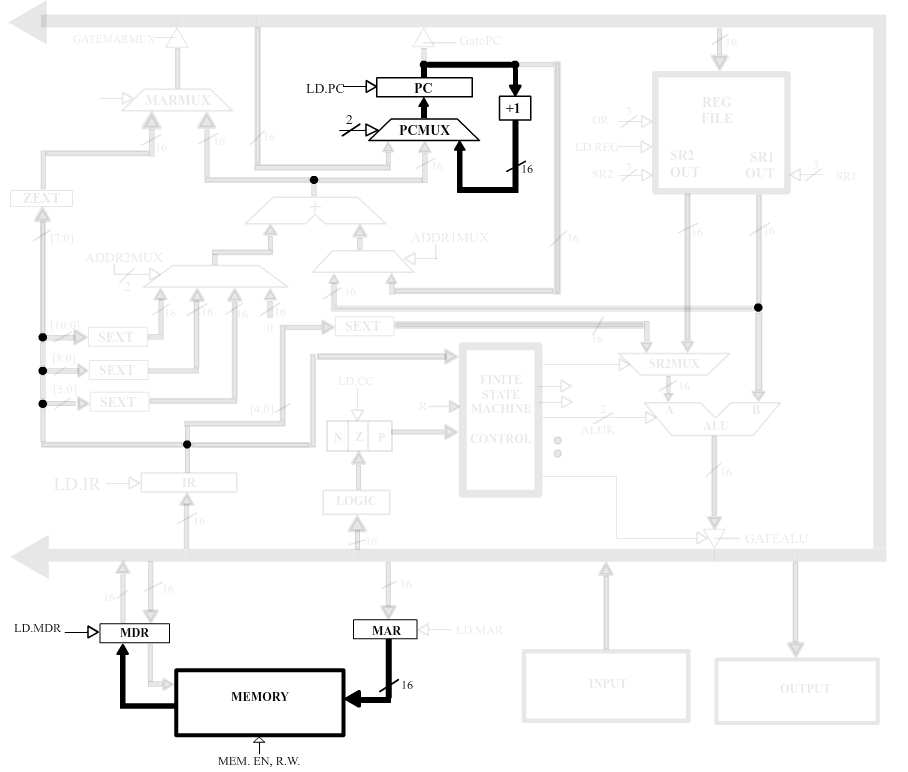 GATEMARMUX
GatePC
16
LD.PC
PC
MARMUX
+1
REG
FILE
2
PCMUX
DR
3
16
16
16
16
LD.REG
16
SR2
OUT
SR1
OUT
SR2
3
3
SR1
ZEXT
+
[7:0]
16
16
16
ADDR2MUX
ADDR1MUX
2
16
16
16
16
16
0
[10:0]
SEXT
SEXT
16
[8:0]
SEXT
SR2MUX
[5:0]
SEXT
[4:0]
LD.CC
FINITE
STATE
MACHINE
CONTROL
16
R
2
ALUK
A
B
ALU
N Z P
LD.IR
IR
LOGIC
16
16
16
GATEALU
16
16
16
LD.MDR
MDR
MAR
LD.MAR
16
MEMORY
INPUT
OUTPUT
MEM. EN, R.W.